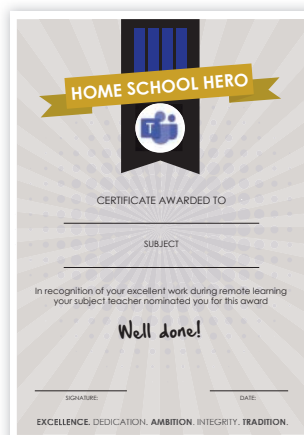 HOME SCHOOL HERO
T
CERTIFICATE AWARDED TO
SUBJECT
In recognition of your excellent work during remote learning
your subject teacher nominated you for this award
Well done!
SIGNATURE: DATE:
EXCELLENCE. DEDICATION. AMBITION. INTEGRITY. TRADITION.